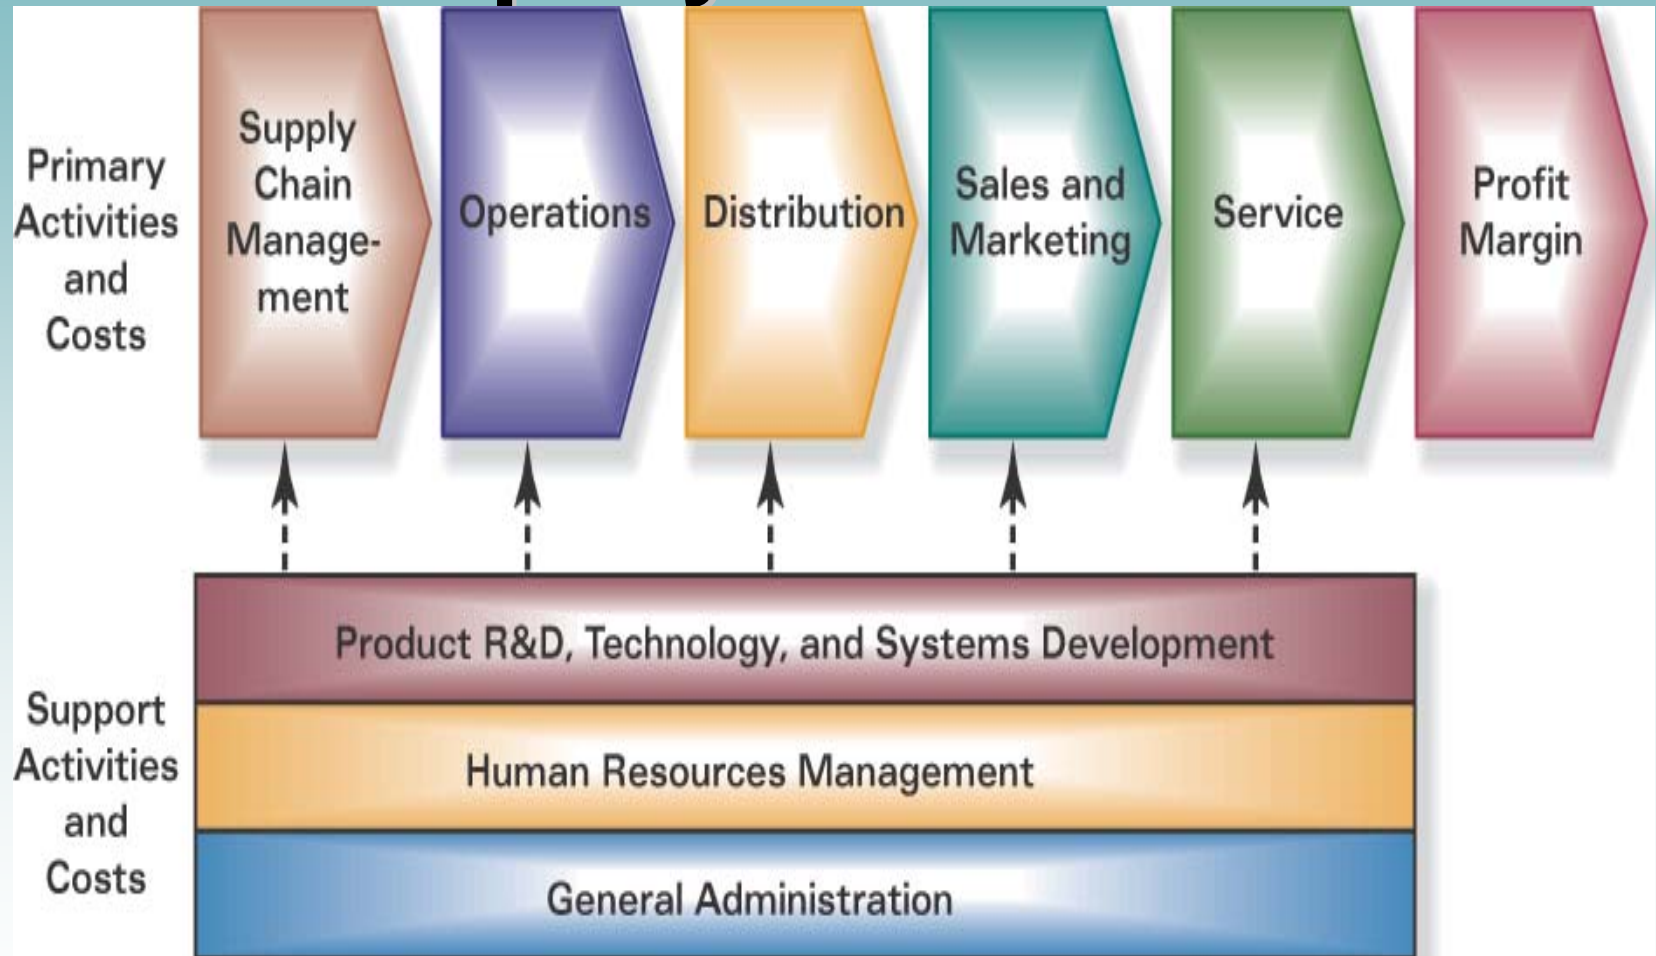 Primary
Activities
and
Costs
Supply
Chain
Manage-
ment
Operations
Distribution
Sales and
Marketing
Service
Profit
Margin
Support
Activities
and
Costs
Product R&D, Technology, and Systems Development
Human Resources Management
General Administration